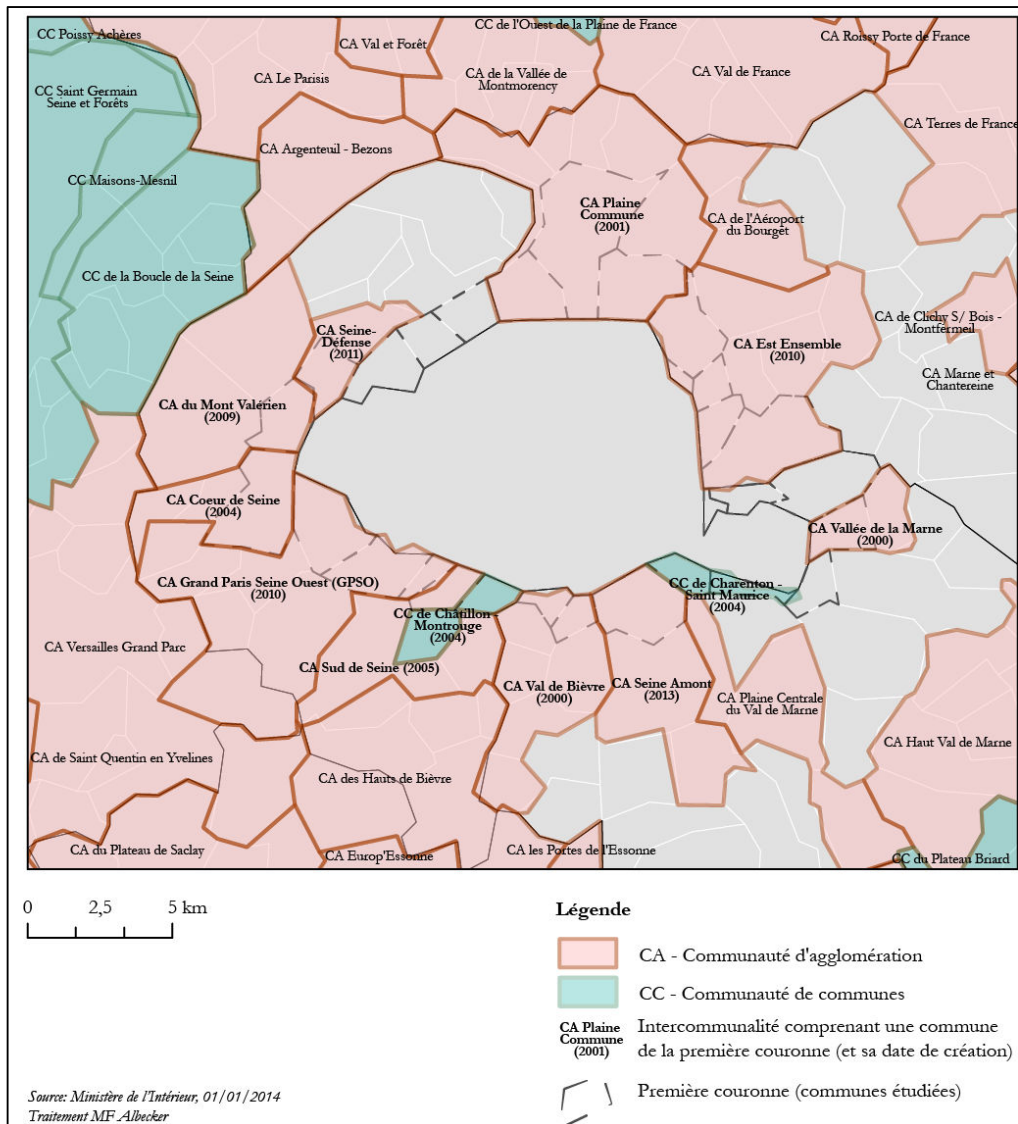 CC de l'Ouest de la Plaine de France
CC Poissy Achères
CA Val et Forêt
CA Roissy Porte de France
CA Le Parisis
CA de la Vallée de
Montmorency
CA Val de France
CC Saint Germain
Seine et Forêts
CA Terres de France
CA Argenteuil - Bezons
CC Maisons-Mesnil
CA Plaine
Commune
(2001)
CA de l'Aéroport
du Bourget
CC de la Boucle de la Seine
CA de Clichy S/ Bois -
Montfermeil
CA Seine-
Défense
(2011)
CA Est Ensemble
(2010)
CA Marne et
Chantereine
CA du Mont Valérien
(2009)
CA Coeur de Seine
(2004)
CA Vallée de la Marne
(2000)
CA Grand Paris Seine Ouest (GPSO)
(2010)
CC de Charenton -
Saint Maurice
(2004)
CC de Châtillon -
Montrouge
(2004)
CA Versailles Grand Parc
CA Sud de Seine (2005)
CA Val de Bièvre
(2000)
CA Seine Amont
(2013)
CA Plaine Centrale
du Val de Marne
CA Haut Val de Marne
CA de Saint Quentin en Yvelines
CA des Hauts de Bièvre
CA du Plateau de Saclay
CA Europ'Essonne
CA les Portes de l'Essonne
CC du Plateau Briard
0 2,5 5 km
Légende
CA - Communauté d'agglomération
CC - Communauté de communes
CA Plaine
Commune
(2001)
Intercommunalité comprenant une commune
de la première couronne (et sa date de création)
Première couronne (communes étudiées)
Source: Ministère de l'Intérieur, 01/01/2014
Traitement MF Albecker